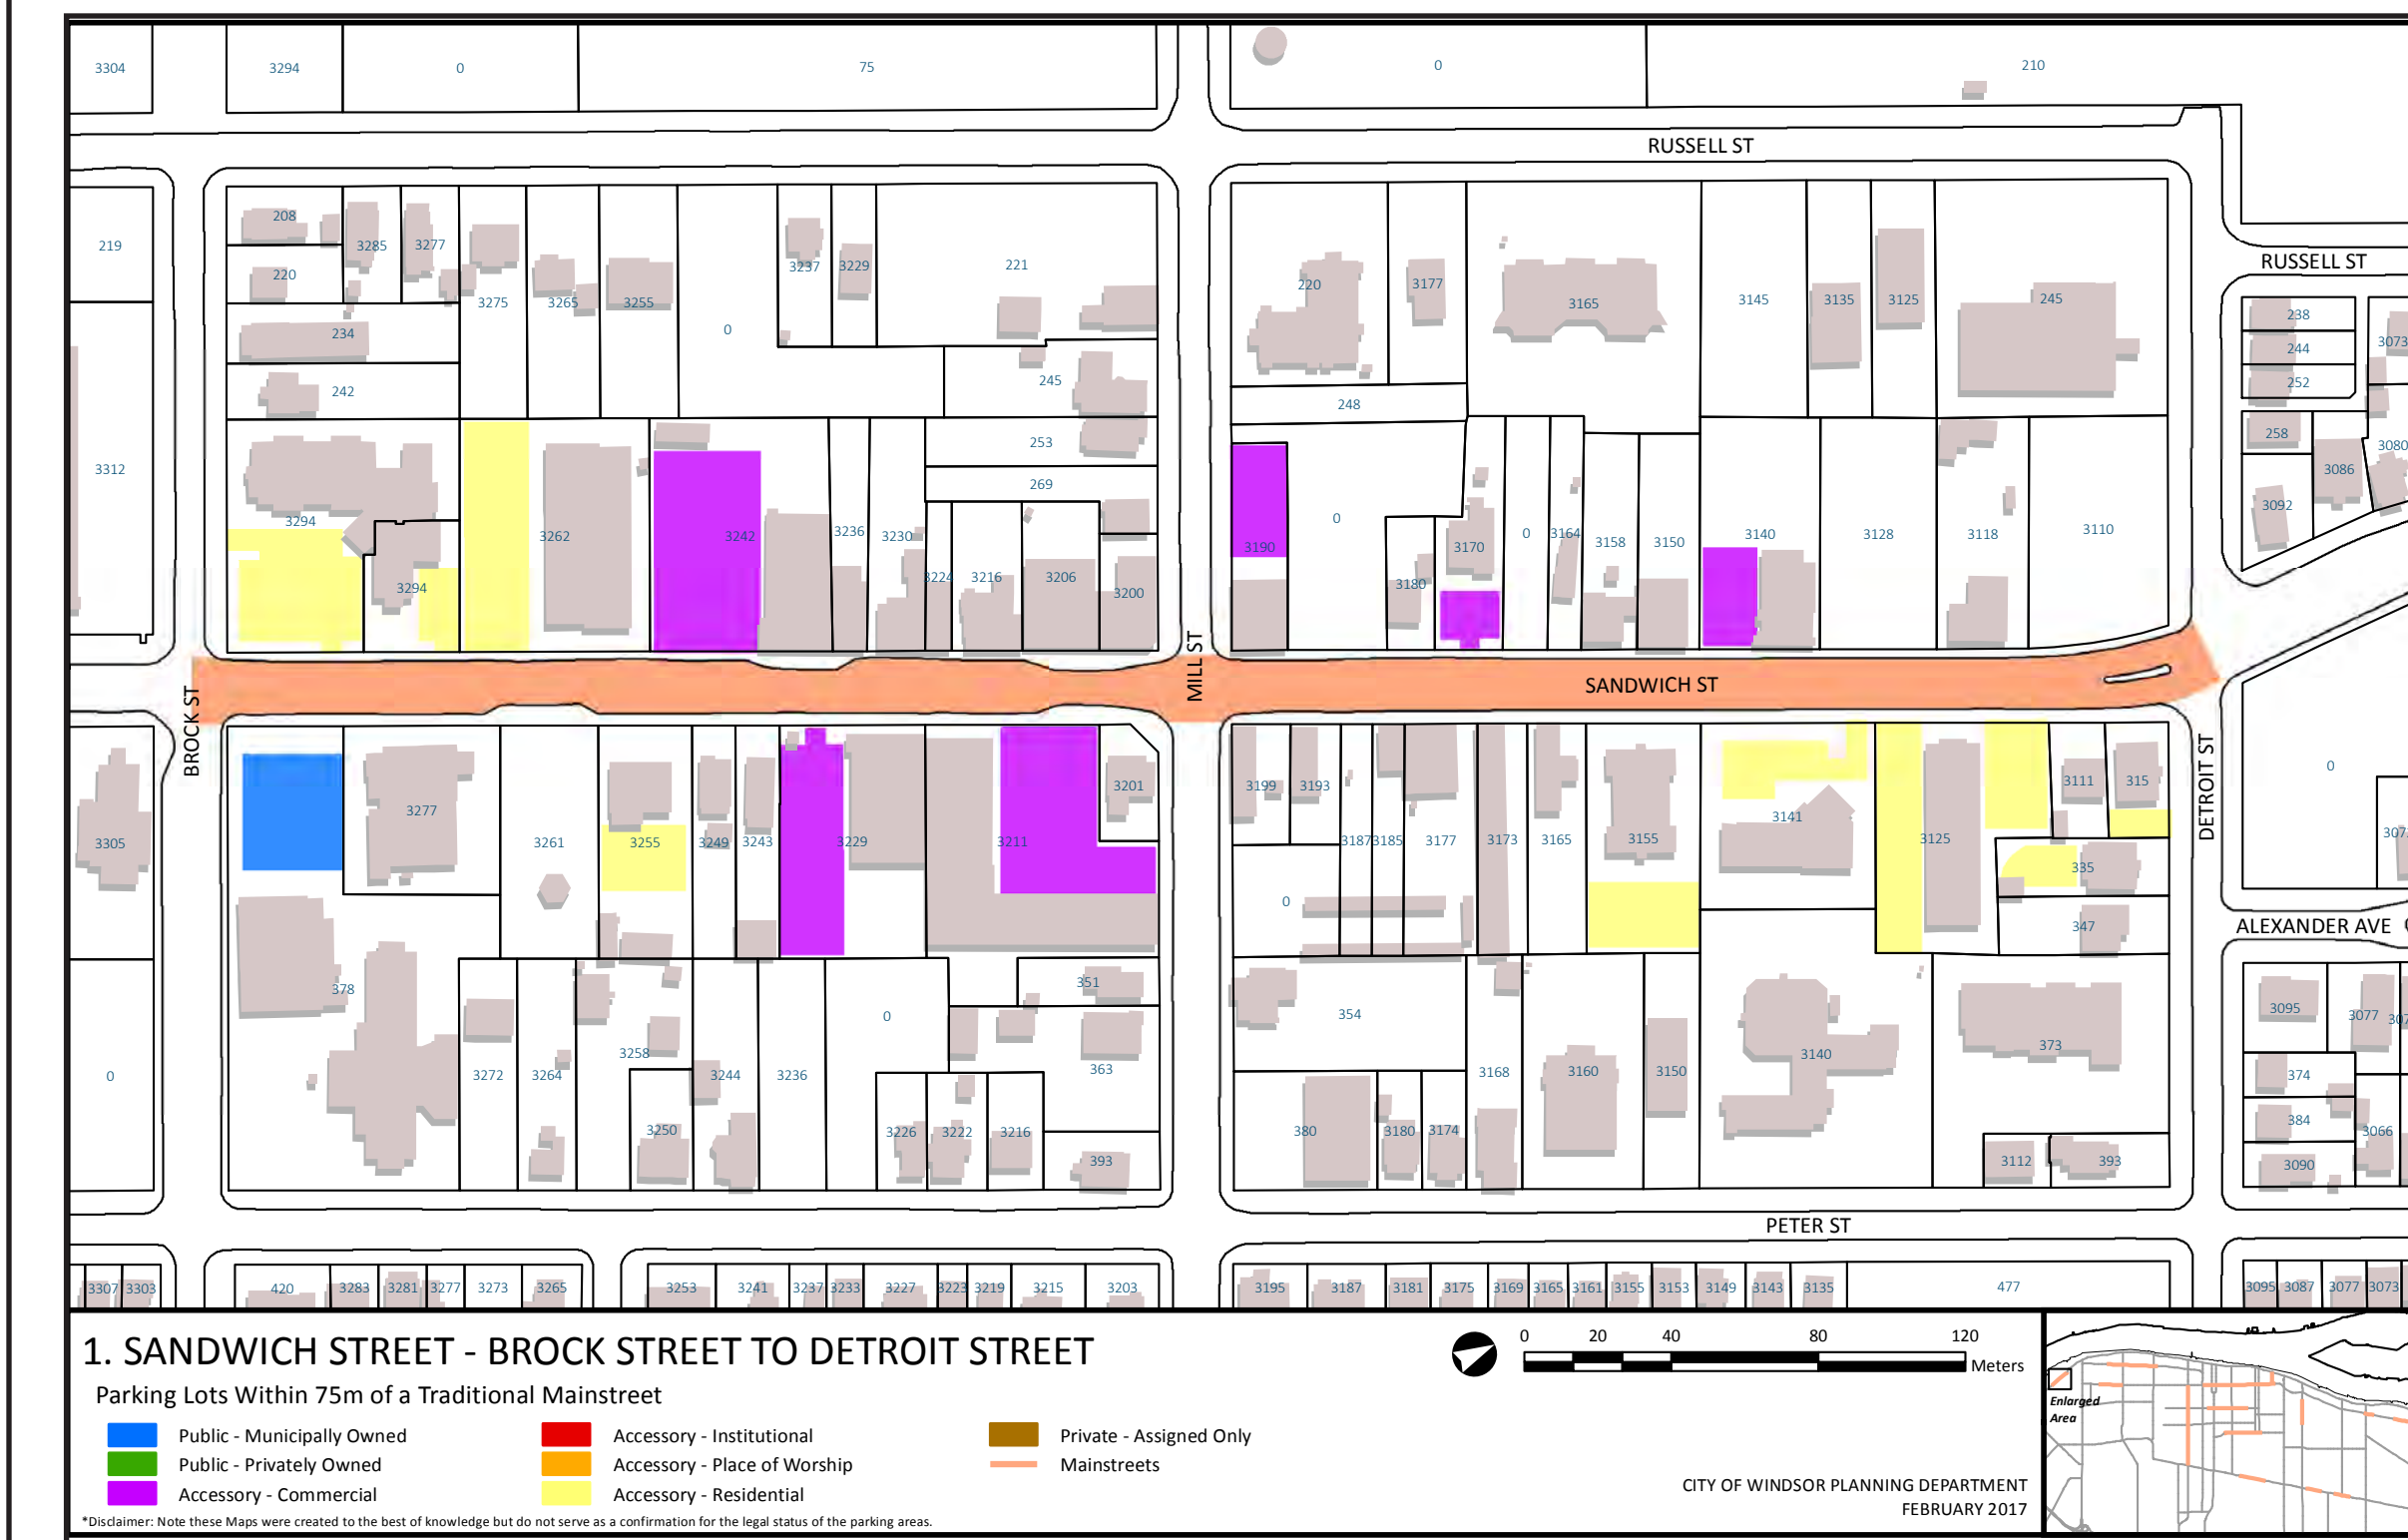 3304 3294 0 75 0 210
RUSSELL ST
208 3285 3277
219
220 3275 3265 3255 0 3237 3229 221
234
242 245
253
269
3312 3294 3262 3242 3236 3230
3294 3224 3216 3206 3200
220 3177 3165 3145 3135 3125 245
248
3190 0 3180 3170 0 3164 3158 3150 3140 3128 3118 3110
RUSSELL ST
238
244
252
258
3073
3080
3086
3092
BROCK ST
MILL ST
SANDWICH ST
DETROIT ST
3305 3277 3261 3255 3249 3243 3229 3211 3201
378 0 351
0 3272 3264 3258 3244 3236 363
3250 3226 3222 3216 393
3199 3193 3187 3185 3177 3173 3165 3155 3141 3125 3111 315
0 335
347
354 3168 3160 3150 3140 373
380 3180 3174 3112 393
0
ALEXANDER AVE
3095 3077
374
384
3066
3090
PETER ST
3307 3303 420 3283 3281 3277 3273 3265 3253 3241 3237 3233 3227 3223 3219 3215 3203 3195 3187 3181 3175 3169 3165 3161 3155 3153 3149 3143 3135 477 3095 3087 3077 3073
1. SANDWICH STREET - BROCK STREET TO DETROIT STREET
Parking Lots Within 75m of a Traditional Mainstreet
Public - Municipally Owned
Public - Privately Owned
Accessory - Commercial
Accessory - Institutional
Accessory - Place of Worship
Accessory - Residential
Private - Assigned Only
Mainstreets
*Disclaimer: Note these Maps were created to the best of knowledge but do not serve as a confirmation for the legal status of the parking areas.
0 20 40 80 120
Meters
CITY OF WINDSOR PLANNING DEPARTMENT
FEBRUARY 2017
Enlarged
Area